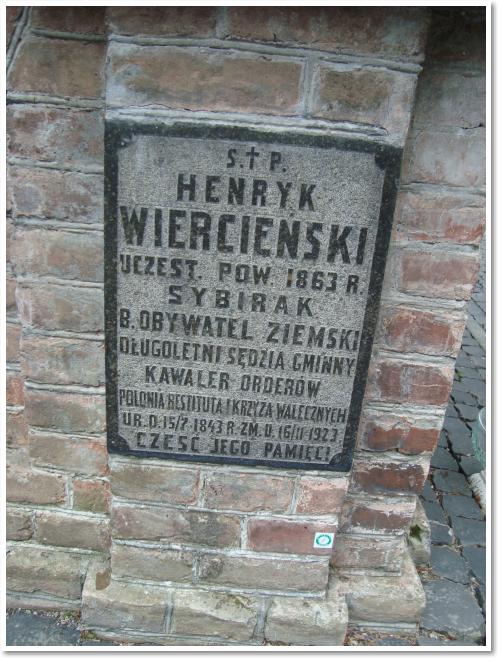 S.†P.
HENRYK
WIERCIEŃSKI
UCZEST. POW. 1863 R.
SYBIRAK
B. OBYWATEL ZIEMSKI
DŁUGOLETNI SĘDZIA GMINNY
KAWALER ORDERÓW
POLONIA RESTITUTA I KRZYŻA WALECZNYCH
UR. D. 15/7 1843 R. ZM. D. 16/11 1923
CZEŚĆ JEGO PAMIĘCI